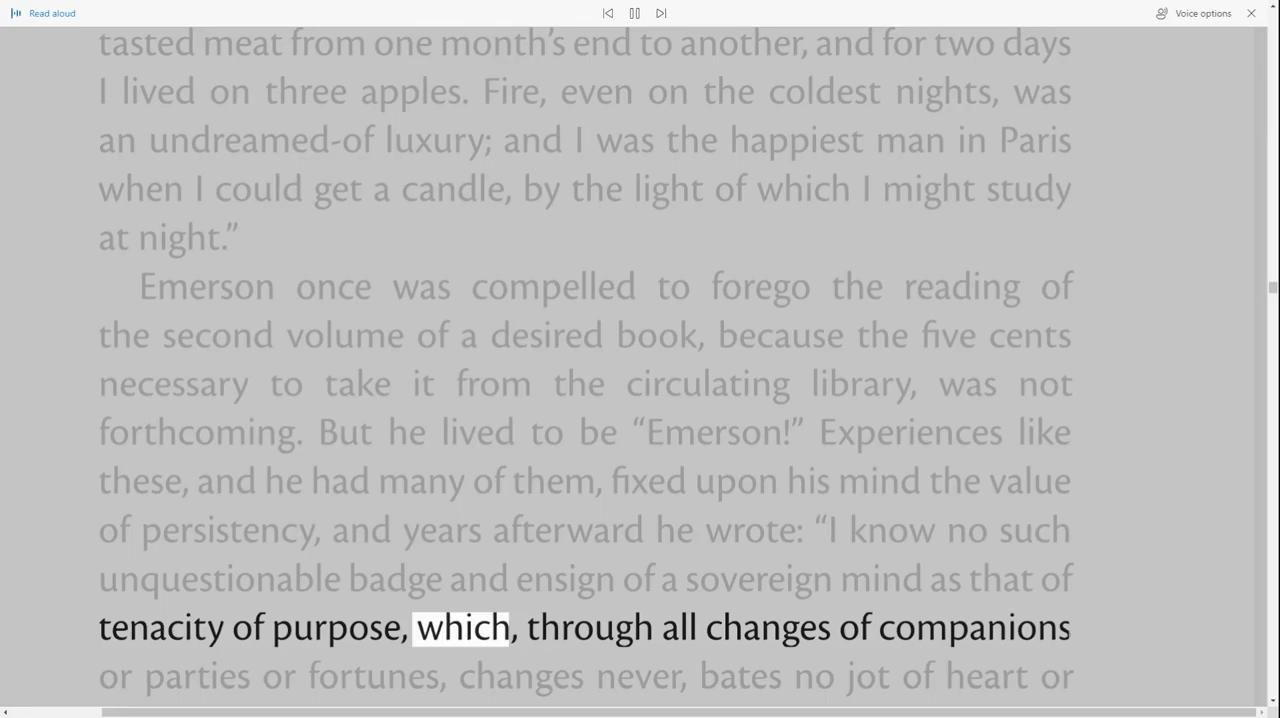 Read aloud
Voice options
tasted meat from one month’s end to another, and for two days
I lived on three apples. Fire, even on the coldest nights, was
an undreamed-of luxury; and I was the happiest man in Paris
when I could get a candle, by the light of which I might study
at night.”
Emerson once was compelled to forego the reading of
the second volume of a desired book, because the five cents
necessary to take it from the circulating library, was not
forthcoming. But he lived to be “Emerson!” Experiences like
these, and he had many of them, fixed upon his mind the value
of persistency, and years afterward he wrote: “I know no such
unquestionable badge and ensign of a sovereign mind as that of
tenacity of purpose, which, through all changes of companions
or parties or fortunes, changes never, bates no jot of heart or